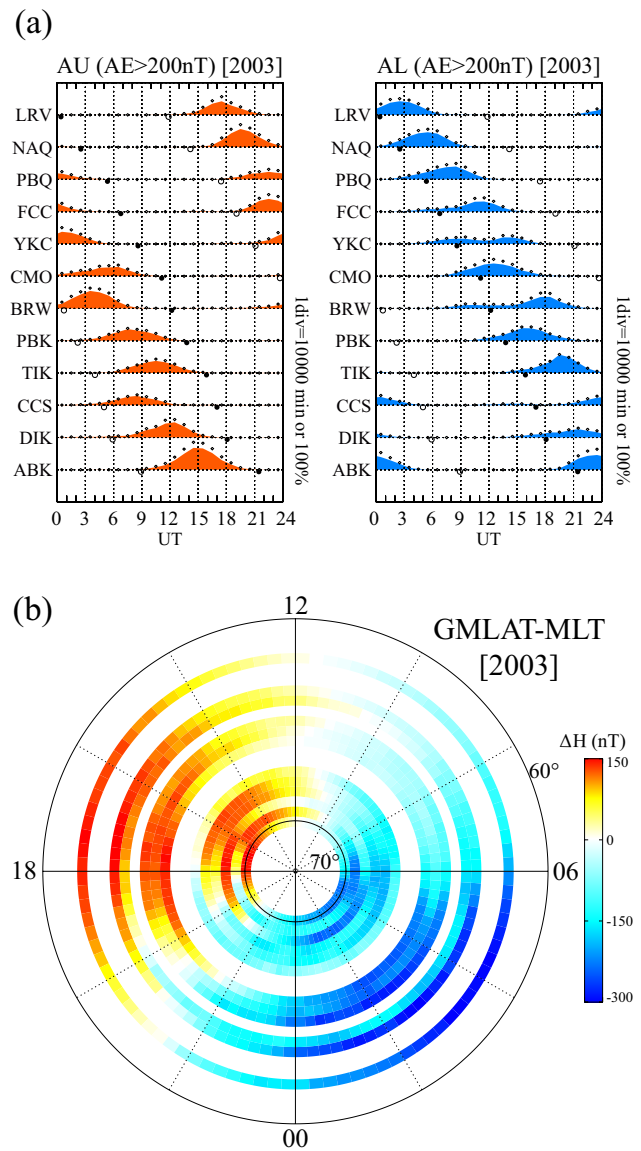 (a)
AU (AE>200nT) [2003]
LRV
NAQ
PBQ
FCC
YKC
CMO
BRW
PBK
TIK
CCS
DIK
ABK
0 3 6 9 12 15 18 21 24
UT
1div=10000 min or 100%
AL (AE>200nT) [2003]
LRV
NAQ
PBQ
FCC
YKC
CMO
BRW
PBK
TIK
CCS
DIK
ABK
0 3 6 9 12 15 18 21 24
UT
1div=10000 min or 100%
(b)
12
GMLAT-MLT
[2003]
ΔH (nT)
150
0
-150
-300
60°
70°
18
06
00